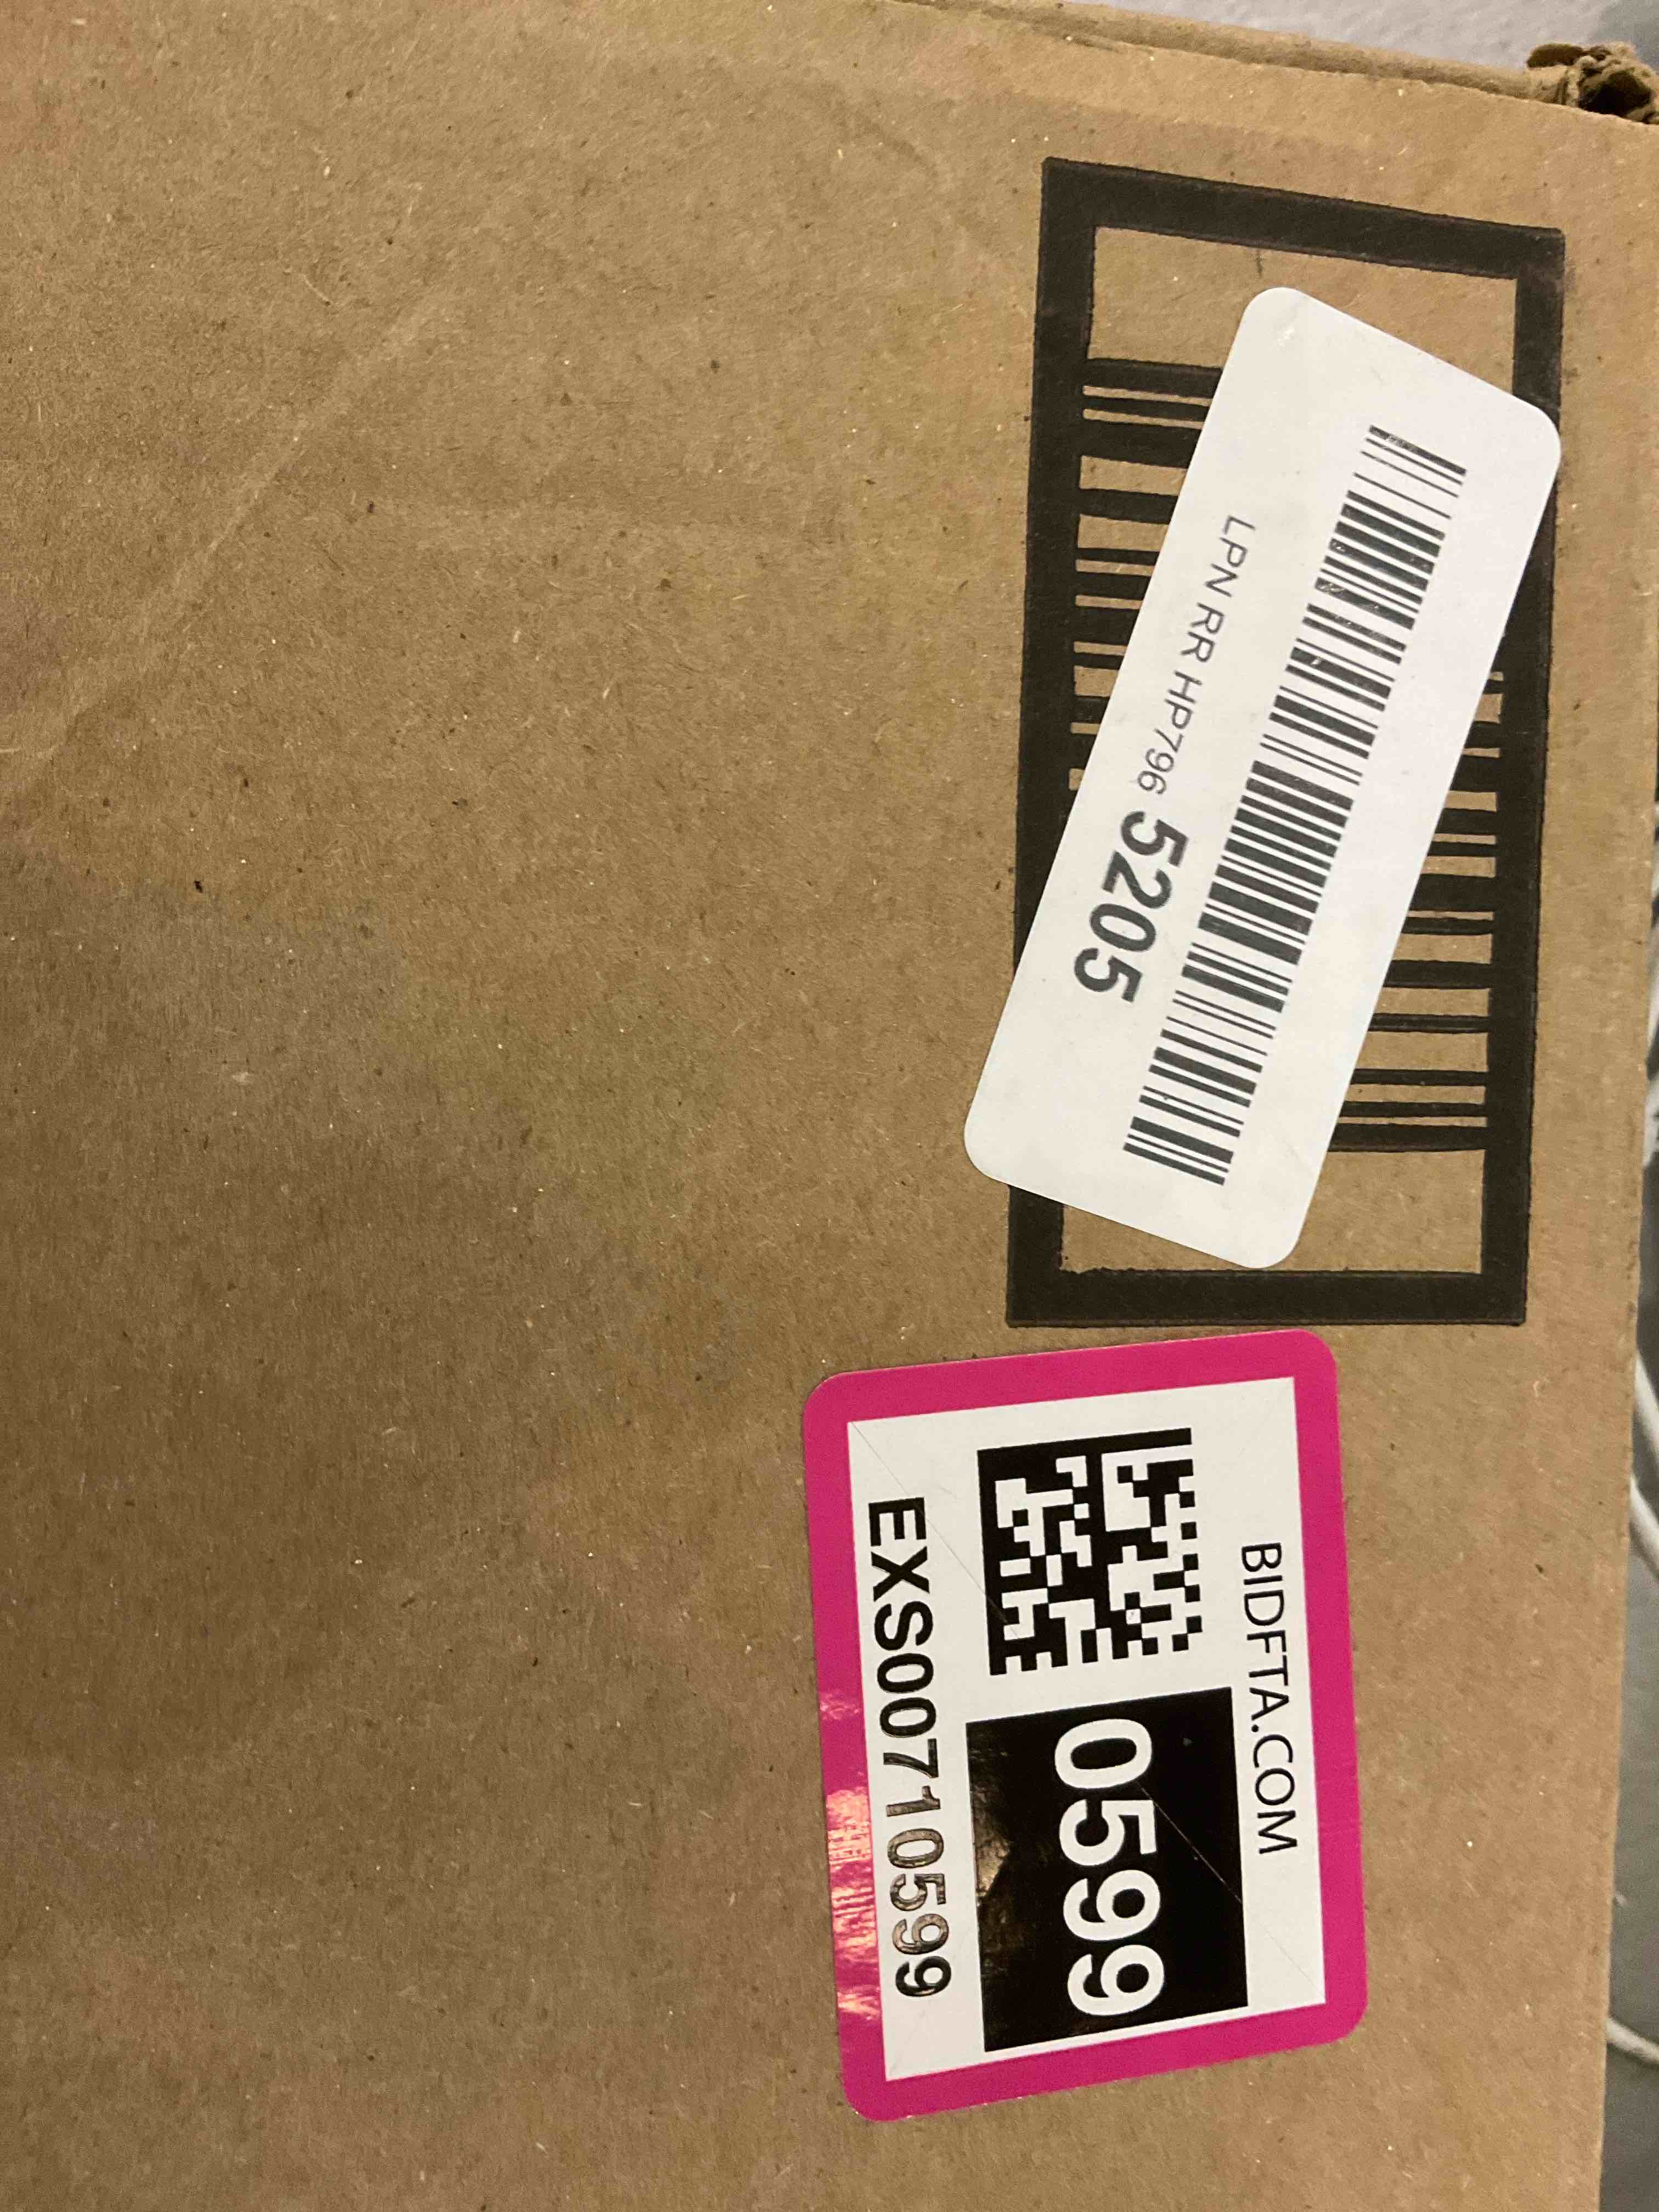 LPN RR HP796 5205
BIDFTA.COM
0599
EXS00710599